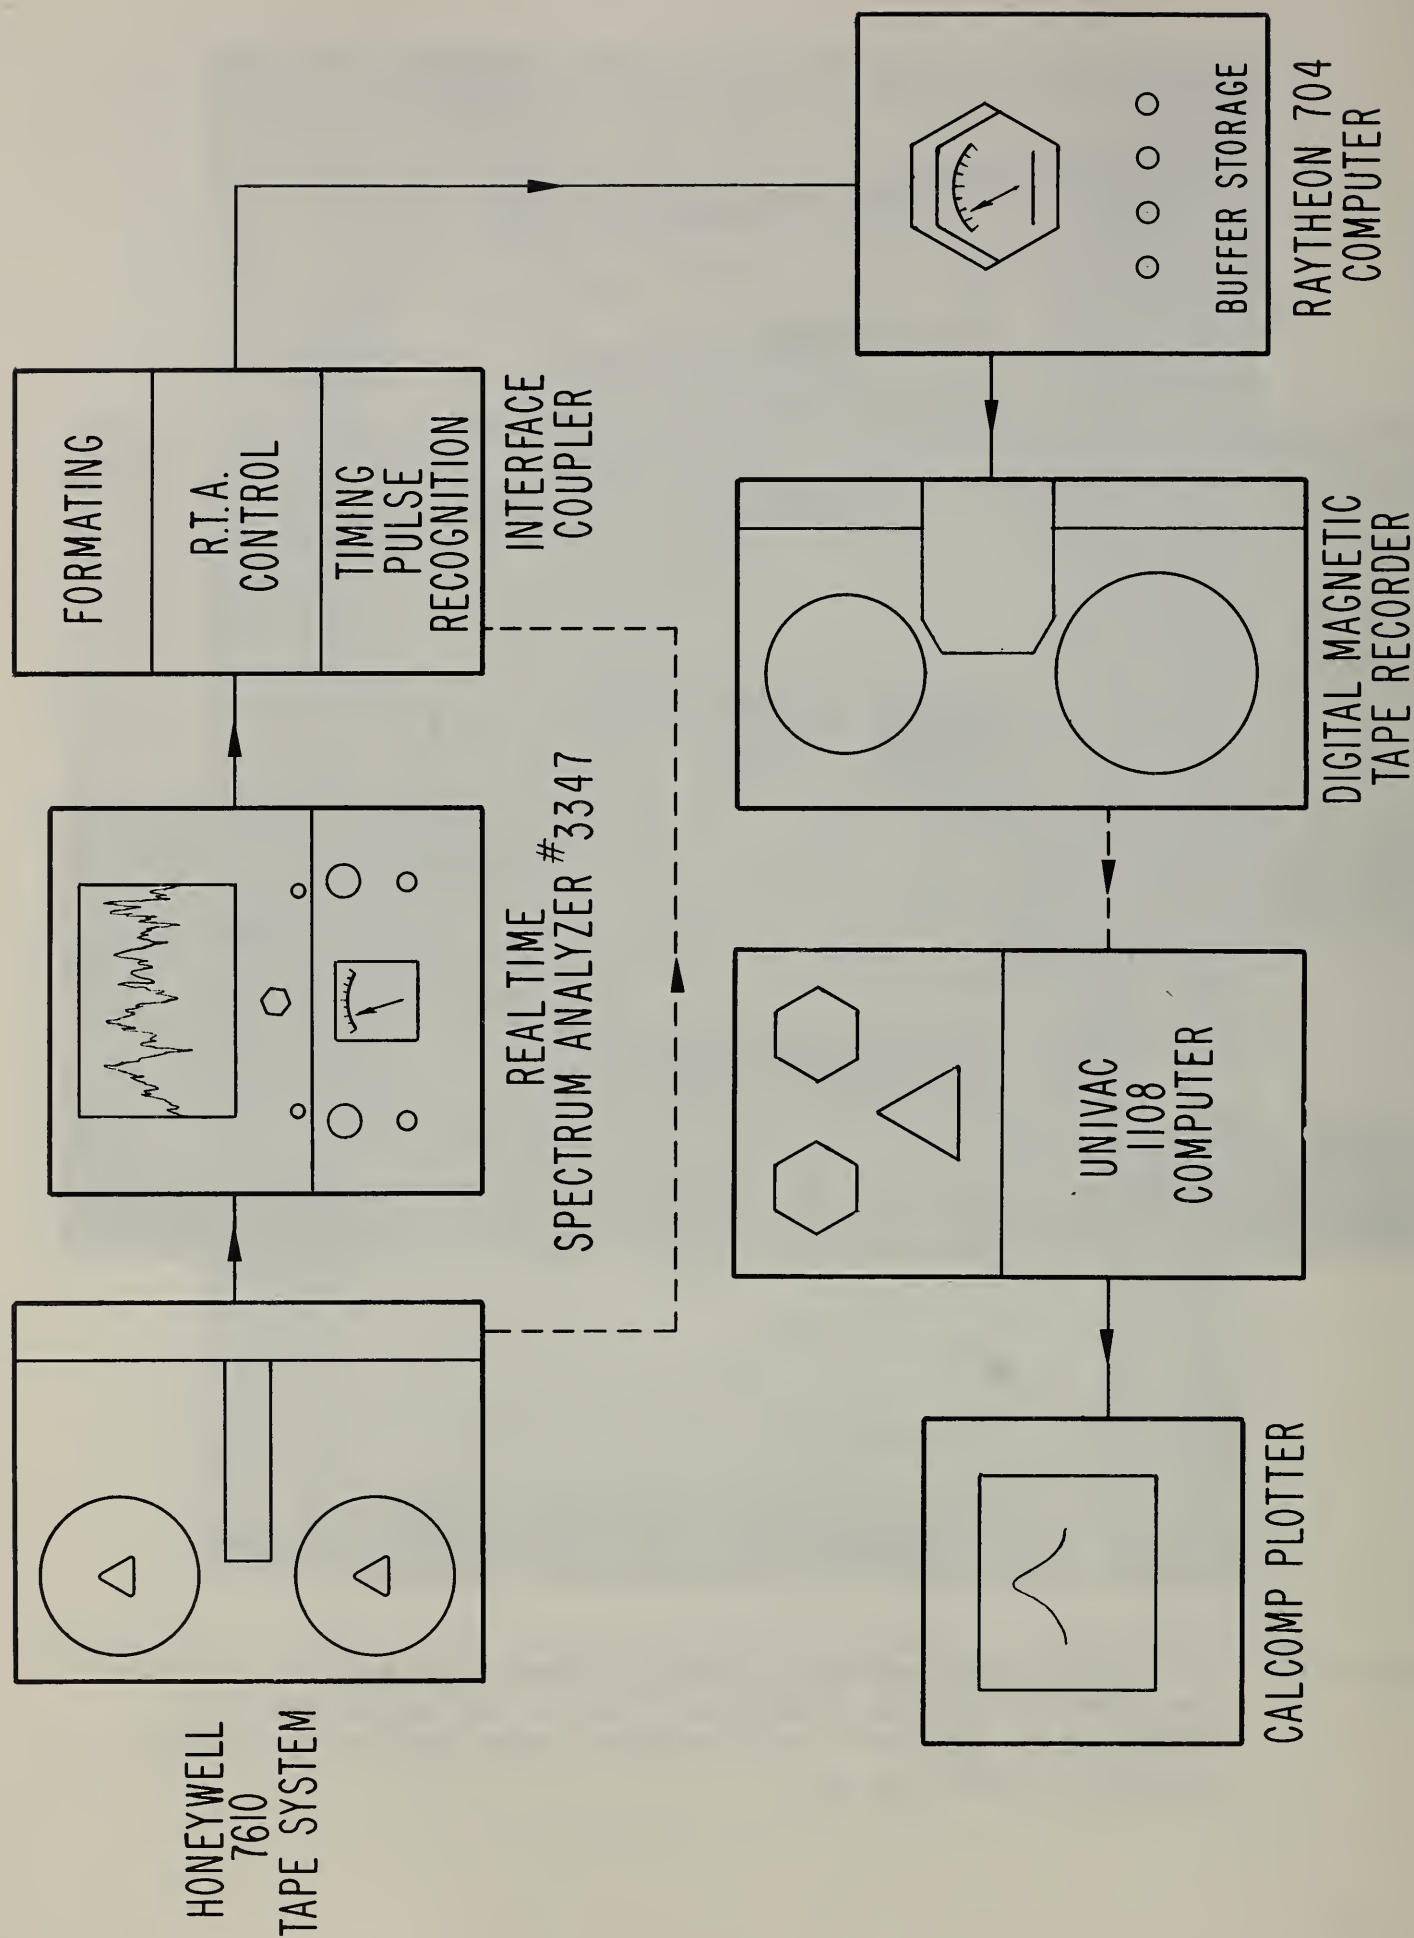 HONEYWELL
7610
TAPE SYSTEM
REAL TIME
SPECTRUM ANALYZER #3347
FORMATING
R.T.A.
CONTROL
TIMING
PULSE
RECOGNITION
INTERFACE
COUPLER
CALCOMP PLOTTER
UNIVAC
1108
COMPUTER
DIGITAL MAGNETIC
TAPE RECORDER
BUFFER STORAGE
RAYTHEON 704
COMPUTER